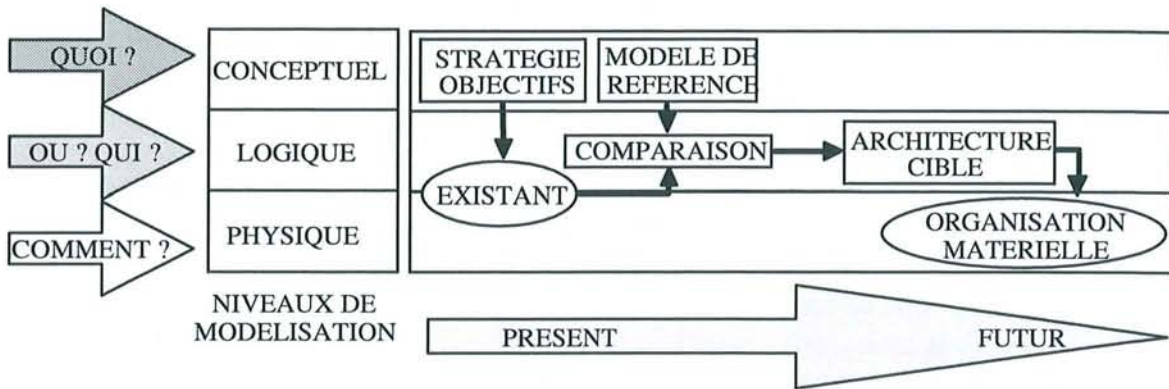 QUOI ?
CONCEPTUEL
STRATEGIE
OBJECTIFS
MODELE DE
REFERENCE
OU ? QUI ?
LOGIQUE
COMPARAISON
ARCHITECTURE
CIBLE
EXISTANT
COMMENT ?
PHYSIQUE
ORGANISATION
MATERIELLE
NIVEAUX DE
MODELISATION
PRESENT
FUTUR